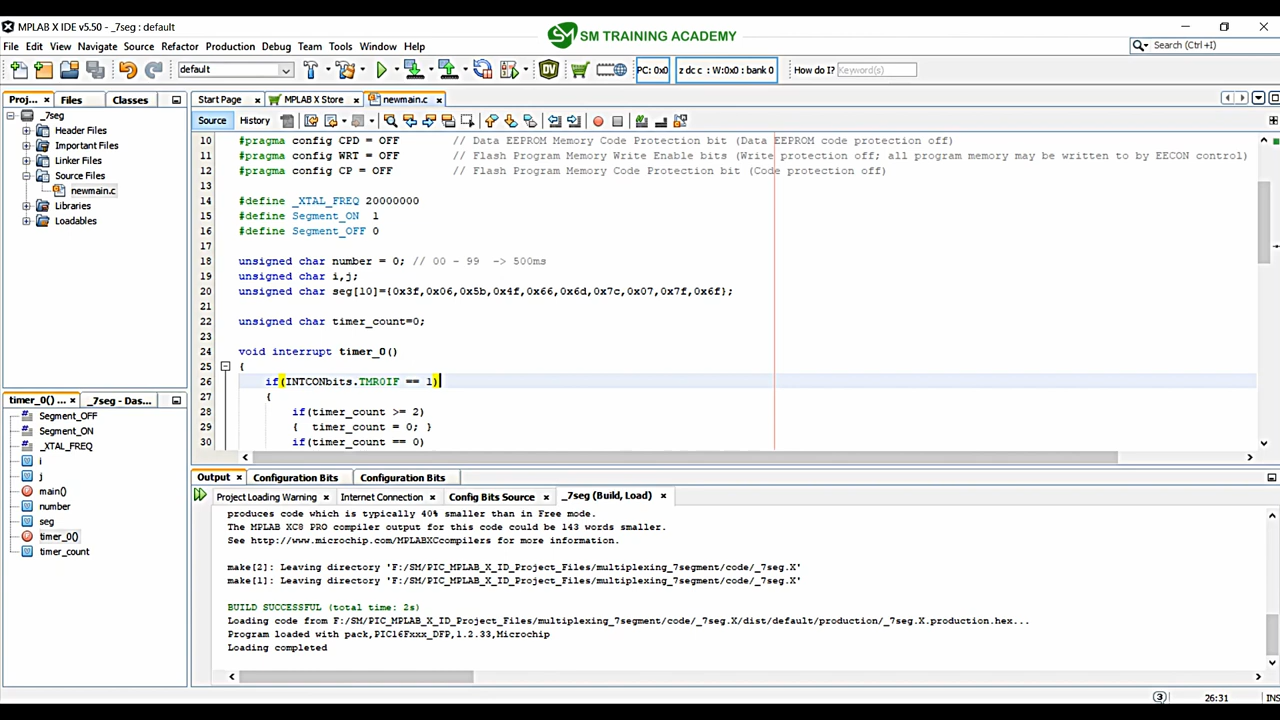 MPLAB X IDE v5.50 - _7seg : default
SM TRAINING ACADEMY
File Edit View Navigate Source Refactor Production Debug Team Tools Window Help
Search (Ctrl+I)
default
PC: 0x0
z dc c : W:0x0 : bank 0
How do I?
Keyword(s)
Proj... × Files Classes
Start Page × MPLAB X Store × newmain.c ×
Source History
_7seg
Header Files
Important Files
Linker Files
Source Files
newmain.c
Libraries
Loadables
10 #pragma config CPD = OFF // Data EEPROM Memory Code Protection bit (Data EEPROM code protection off)
11 #pragma config WRT = OFF // Flash Program Memory Write Enable bits (Write protection off; all program memory may be written to by EECON control)
12 #pragma config CP = OFF // Flash Program Memory Code Protection bit (Code protection off)
13
14 #define _XTAL_FREQ 20000000
15 #define Segment_ON 1
16 #define Segment_OFF 0
17
18 unsigned char number = 0; // 00 - 99 -> 500ms
19 unsigned char i,j;
20 unsigned char seg[10]={0x3f,0x06,0x5b,0x4f,0x66,0x6d,0x7c,0x07,0x7f,0x6f};
21
22 unsigned char timer_count=0;
23
24 void interrupt timer_0()
25 {
26 if(INTCONbits.TMR0IF == 1)
27 {
28 if(timer_count >= 2)
29 { timer_count = 0; }
30 if(timer_count == 0)
timer_0() ... × _7seg - Das...
Segment_OFF
Segment_ON
_XTAL_FREQ
i
j
main()
number
seg
timer_0()
timer_count
Output × Configuration Bits Configuration Bits
Project Loading Warning × Internet Connection × Config Bits Source × _7seg (Build, Load) ×
produces code which is typically 40% smaller than in Free mode.
The MPLAB XC8 PRO compiler output for this code could be 143 words smaller.
See http://www.microchip.com/MPLABXCcompilers for more information.
make[2]: Leaving directory 'F:/SM/PIC_MPLAB_X_ID_Project_Files/multiplexing_7segment/code/_7seg.X'
make[1]: Leaving directory 'F:/SM/PIC_MPLAB_X_ID_Project_Files/multiplexing_7segment/code/_7seg.X'
BUILD SUCCESSFUL (total time: 2s)
Loading code from F:/SM/PIC_MPLAB_X_ID_Project_Files/multiplexing_7segment/code/_7seg.X/dist/default/production/_7seg.X.production.hex...
Program loaded with pack,PIC16Fxxx_DFP,1.2.33,Microchip
Loading completed
3
26:31
INS